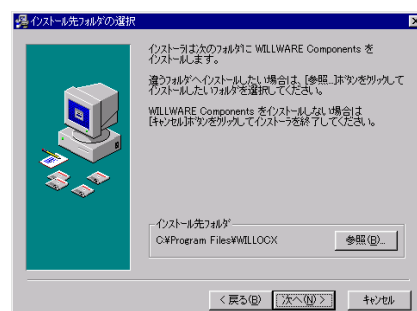 インストール先フォルダの選択
インストーラは次のフォルダに WILLWARE Components を
インストールします。
違うフォルダへインストールしたい場合は、[参照...]ボタンをクリックして
インストールしたいフォルダを選択してください。
WILLWARE Components をインストールしない場合は
[キャンセル]ボタンをクリックしてインストーラを終了してください。
インストール先フォルダ
C:¥Program Files¥WILLOCX
参照(B)...
< 戻る(B)
次へ(N) >
キャンセル